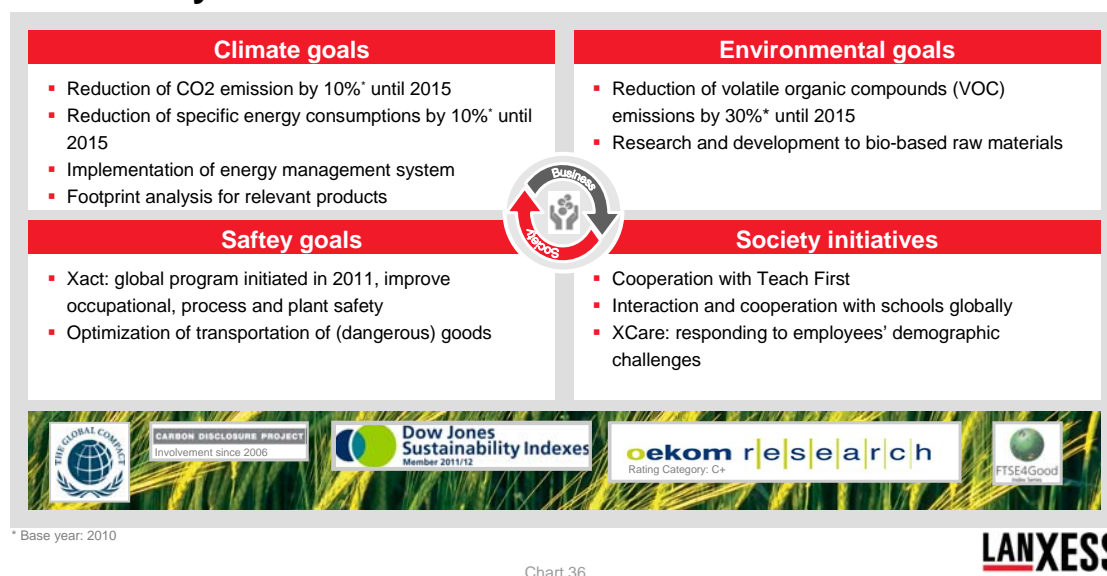 Climate goals
▪ Reduction of CO2 emission by 10%* until 2015
▪ Reduction of specific energy consumptions by 10%* until
2015
▪ Implementation of energy management system
▪ Footprint analysis for relevant products
Environmental goals
▪ Reduction of volatile organic compounds (VOC)
emissions by 30%* until 2015
▪ Research and development to bio-based raw materials
Business
Society
Saftey goals
▪ Xact: global program initiated in 2011, improve
occupational, process and plant safety
▪ Optimization of transportation of (dangerous) goods
Society initiatives
▪ Cooperation with Teach First
▪ Interaction and cooperation with schools globally
▪ XCare: responding to employees’ demographic
challenges
THE GLOBAL COMPACT
CARBON DISCLOSURE PROJECT
Involvement since 2006
Dow Jones
Sustainability Indexes
Member 2011/12
oekom r|e|s|e|a|r|c|h
Rating Category: C+
FTSE4Good
Index Series
* Base year: 2010
LANXESS
Chart 36